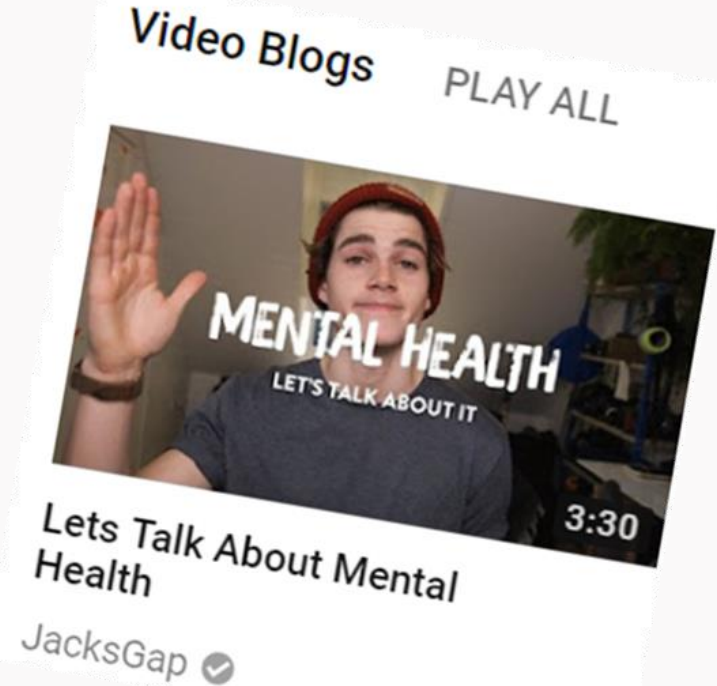 Video Blogs PLAY ALL
MENTAL HEALTH
LET'S TALK ABOUT IT
3:30
Lets Talk About Mental
Health
JacksGap